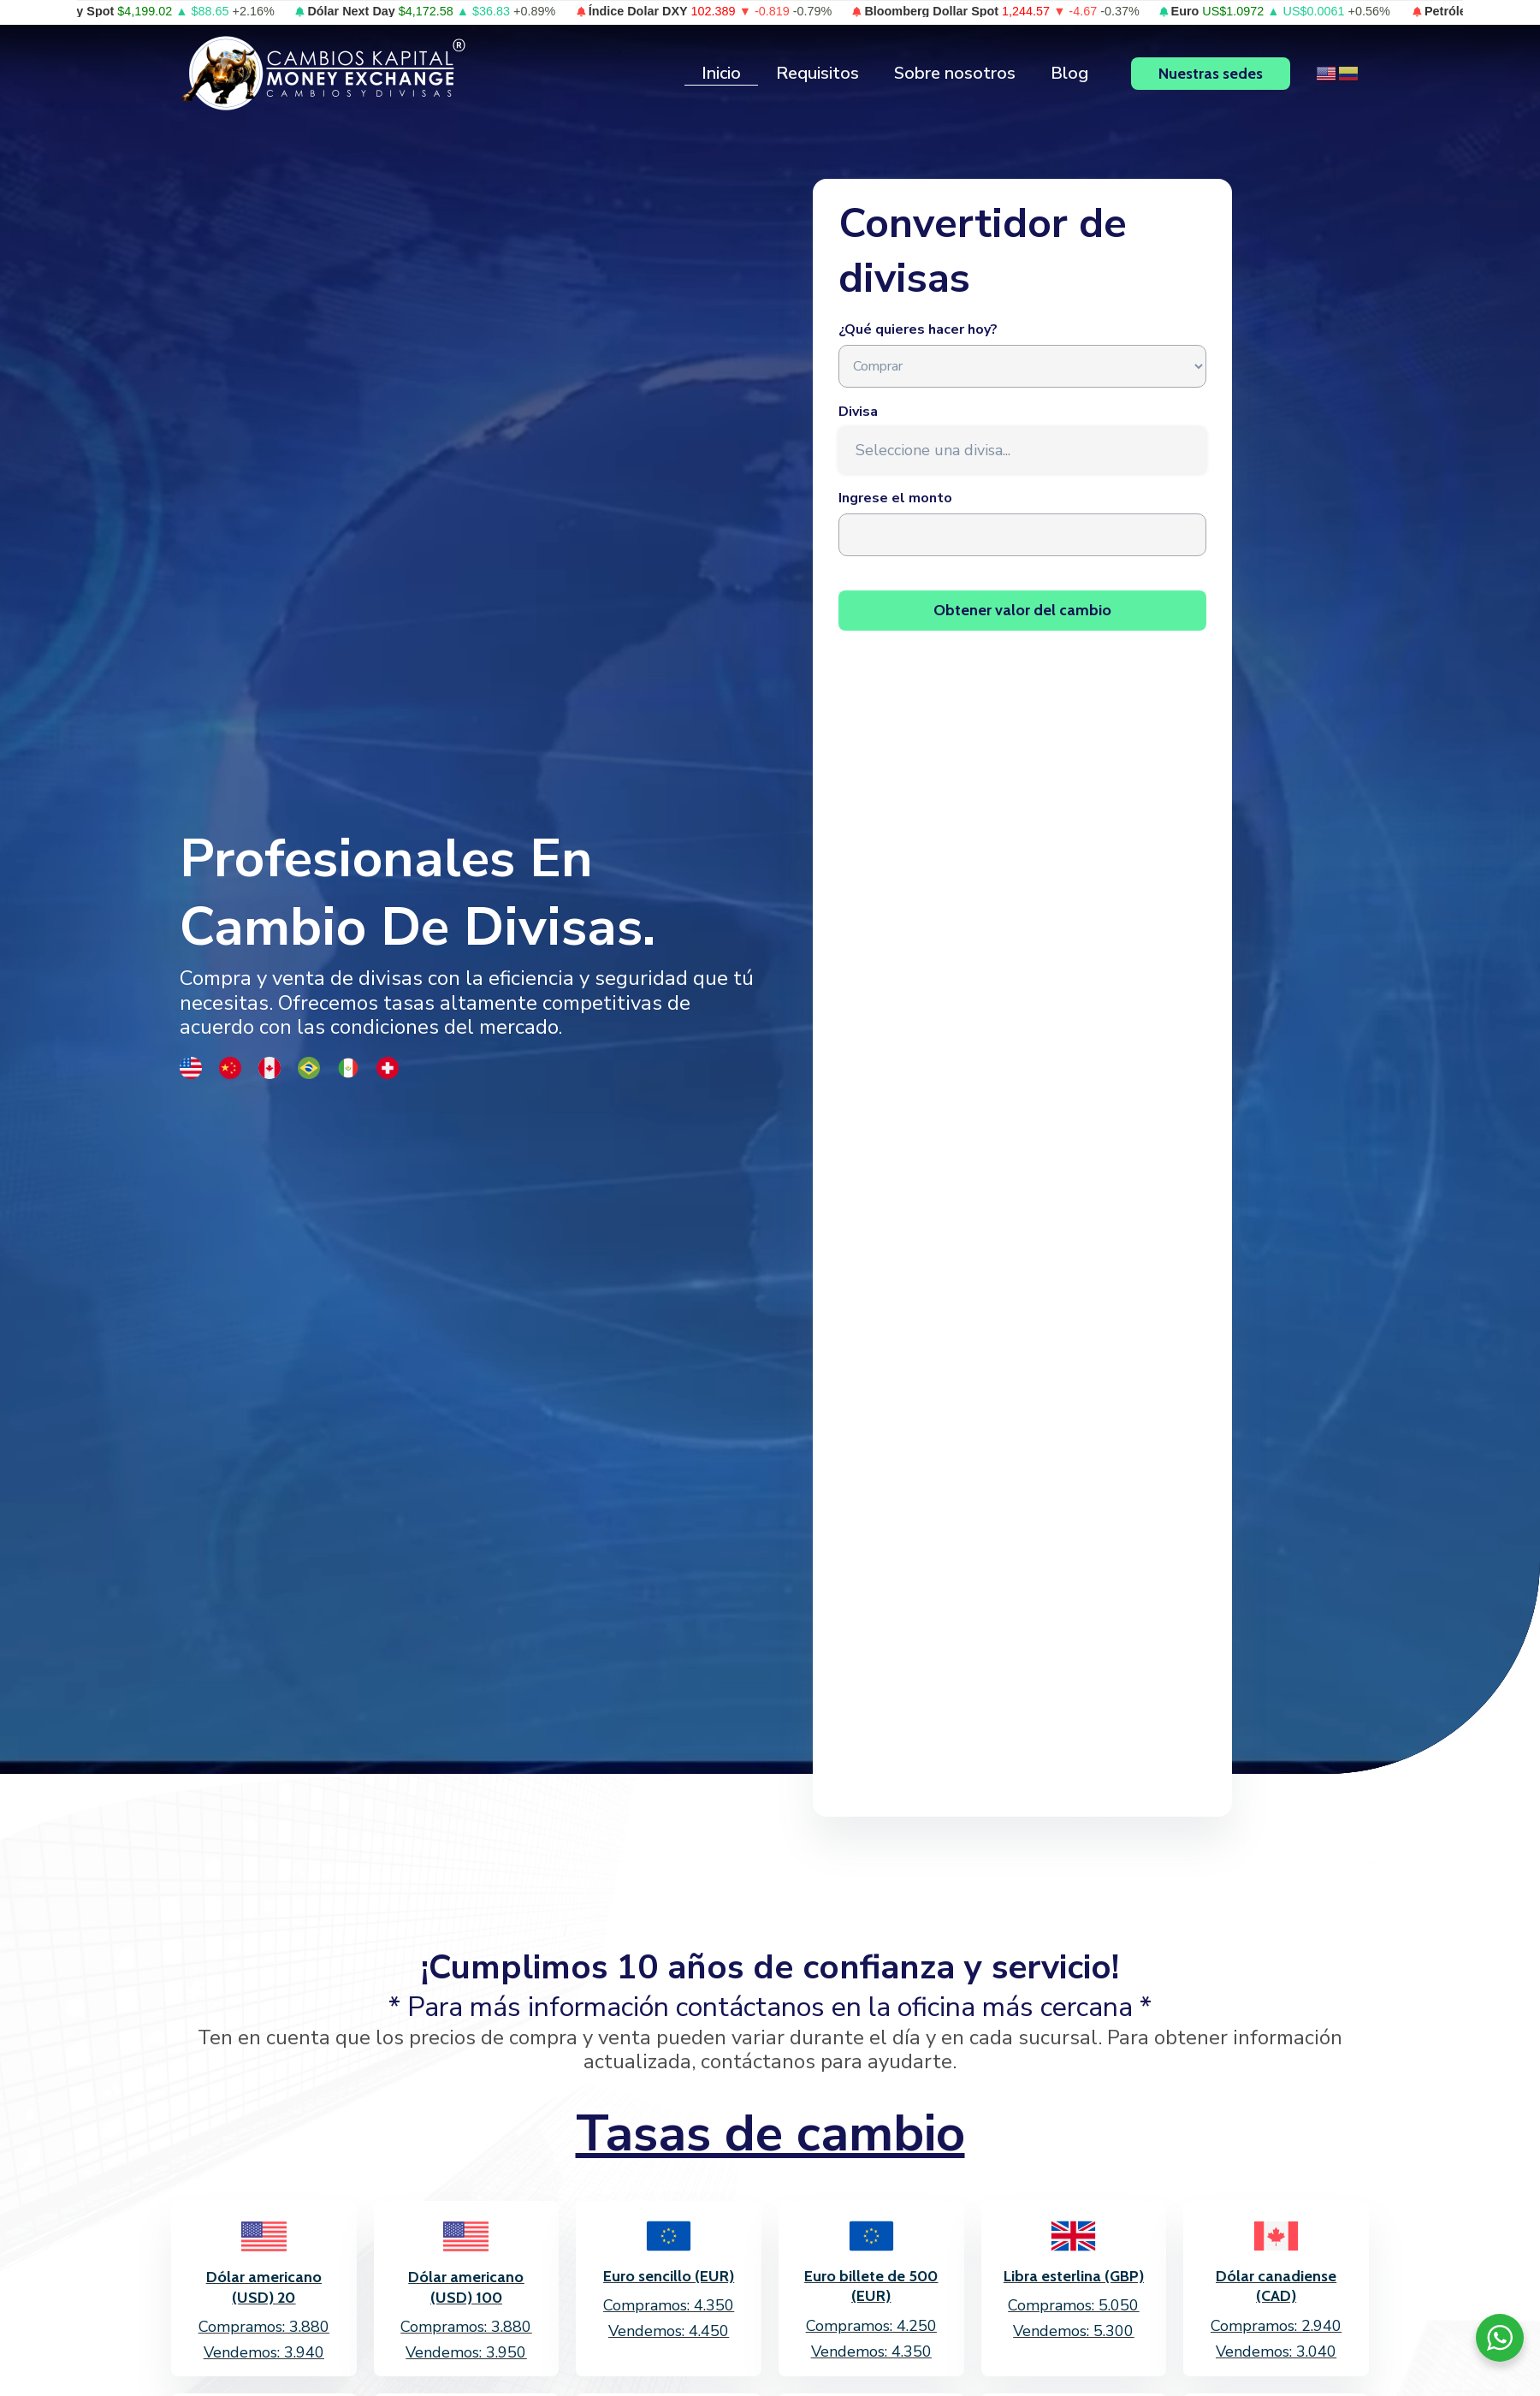 y Spot $4,199.02 ▲ $88.65 +2.16% Dólar Next Day $4,172.58 ▲ $36.83 +0.89% Índice Dolar DXY 102.389 ▼ -0.819 -0.79% Bloomberg Dollar Spot 1,244.57 ▼ -4.67 -0.37% Euro US$1.0972 ▲ US$0.0061 +0.56% Petróle
CAMBIOS KAPITAL ®
MONEY EXCHANGE
CAMBIOS Y DIVISAS
Inicio Requisitos Sobre nosotros Blog Nuestras sedes
Convertidor de
divisas
¿Qué quieres hacer hoy?
Comprar
Divisa
Seleccione una divisa...
Ingrese el monto
Obtener valor del cambio
Profesionales En
Cambio De Divisas.
Compra y venta de divisas con la eficiencia y seguridad que tú
necesitas. Ofrecemos tasas altamente competitivas de
acuerdo con las condiciones del mercado.
¡Cumplimos 10 años de confianza y servicio!
* Para más información contáctanos en la oficina más cercana *
Ten en cuenta que los precios de compra y venta pueden variar durante el día y en cada sucursal. Para obtener información
actualizada, contáctanos para ayudarte.
Tasas de cambio
Dólar americano
(USD) 20
Compramos: 3.880
Vendemos: 3.940
Dólar americano
(USD) 100
Compramos: 3.880
Vendemos: 3.950
Euro sencillo (EUR)
Compramos: 4.350
Vendemos: 4.450
Euro billete de 500
(EUR)
Compramos: 4.250
Vendemos: 4.350
Libra esterlina (GBP)
Compramos: 5.050
Vendemos: 5.300
Dólar canadiense
(CAD)
Compramos: 2.940
Vendemos: 3.040